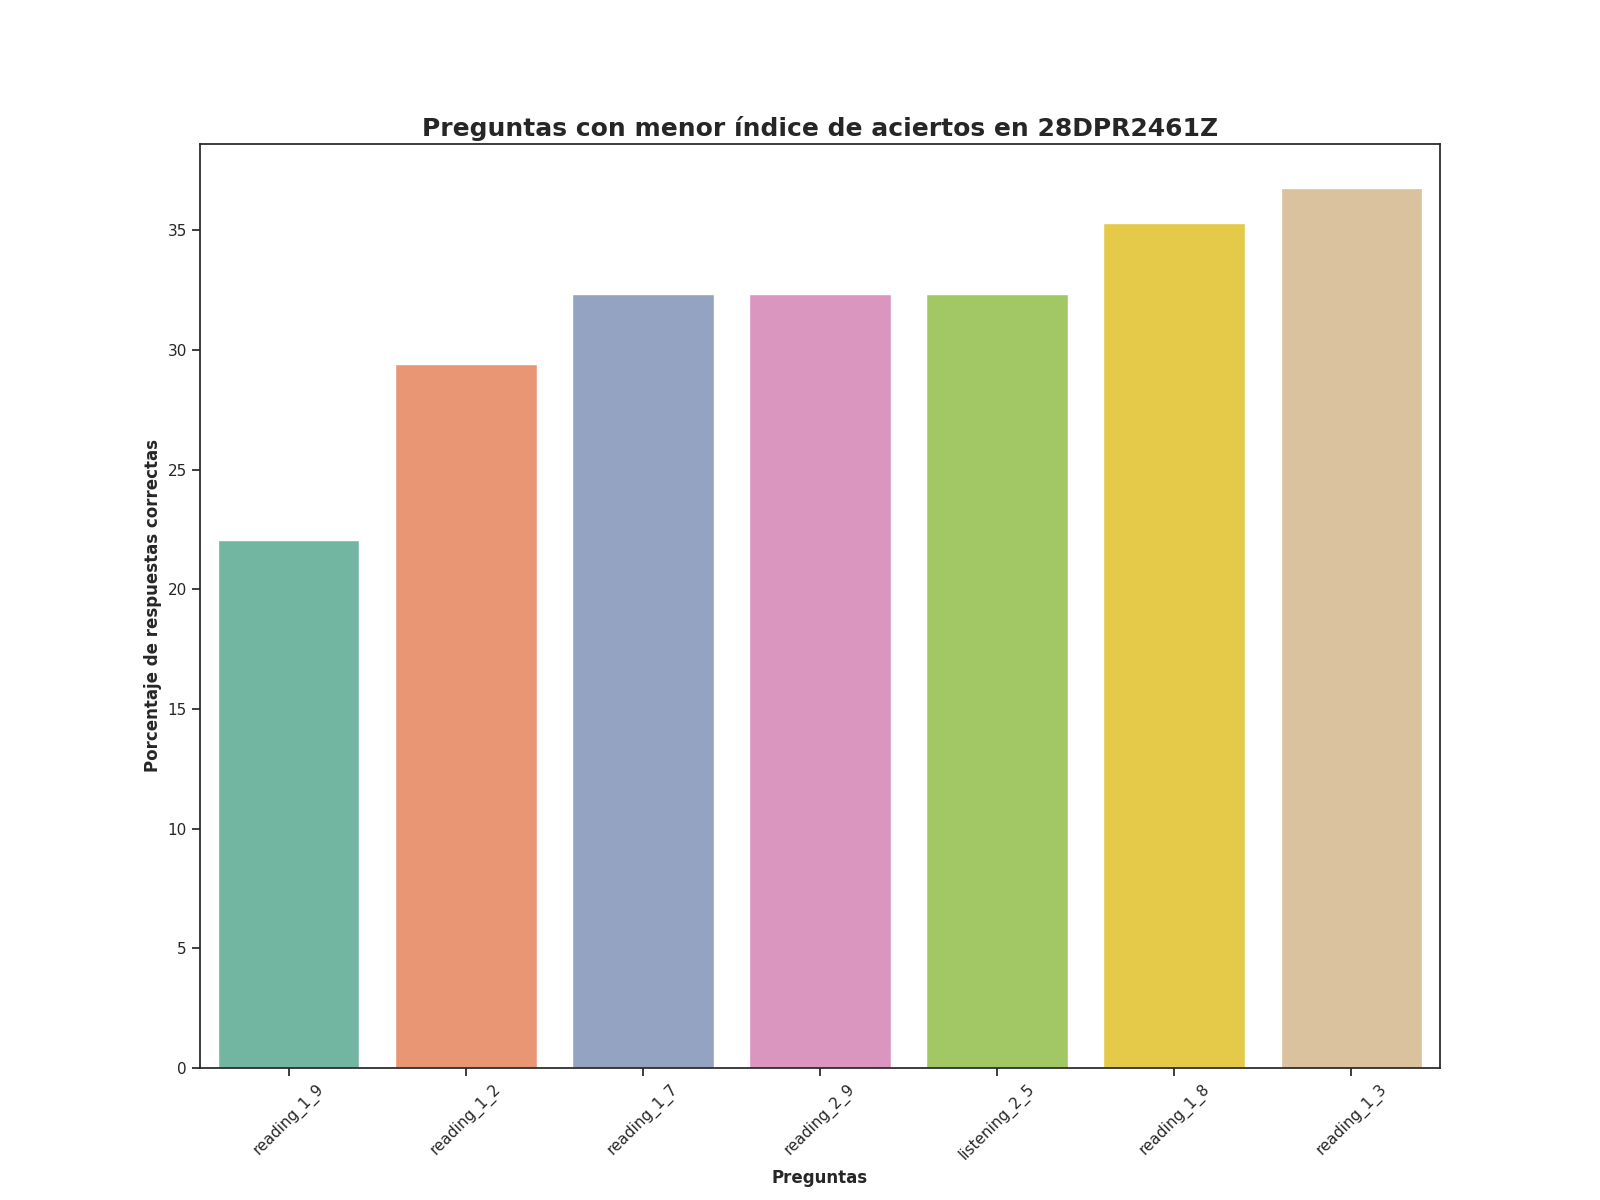 Preguntas con menor índice de aciertos en 28DPR2461Z
Porcentaje de respuestas correctas
35
30
25
20
15
10
5
0
reading_1_9
reading_1_2
reading_1_7
reading_2_9
listening_2_5
reading_1_8
reading_1_3
Preguntas